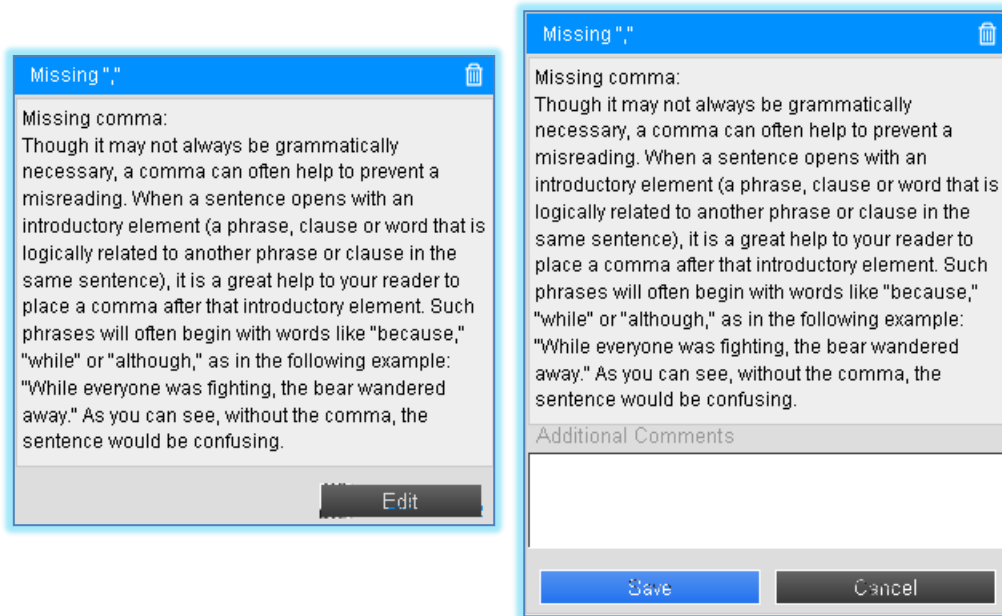 Missing ","
Missing comma:
Though it may not always be grammatically
necessary, a comma can often help to prevent a
misreading. When a sentence opens with an
introductory element (a phrase, clause or word that is
logically related to another phrase or clause in the
same sentence), it is a great help to your reader to
place a comma after that introductory element. Such
phrases will often begin with words like "because,"
"while" or "although," as in the following example:
"While everyone was fighting, the bear wandered
away." As you can see, without the comma, the
sentence would be confusing.
Edit
Missing ","
Missing comma:
Though it may not always be grammatically
necessary, a comma can often help to prevent a
misreading. When a sentence opens with an
introductory element (a phrase, clause or word that is
logically related to another phrase or clause in the
same sentence), it is a great help to your reader to
place a comma after that introductory element. Such
phrases will often begin with words like "because,"
"while" or "although," as in the following example:
"While everyone was fighting, the bear wandered
away." As you can see, without the comma, the
sentence would be confusing.
Additional Comments
Save
Cancel